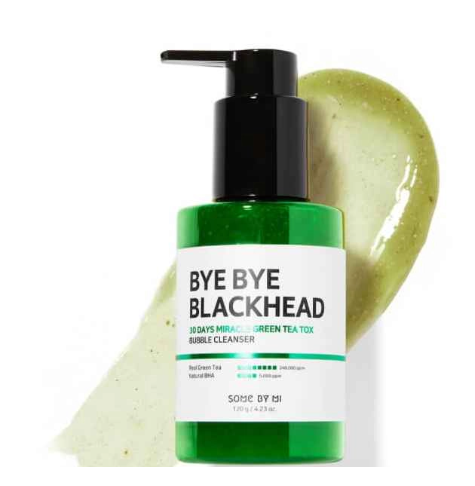 BYE BYE
BLACKHEAD
30 DAYS MIRACLE GREEN TEA TOX
BUBBLE CLEANSER
Real Green Tea
Natural BHA
SOME BY MI
120g / 4.23 oz.